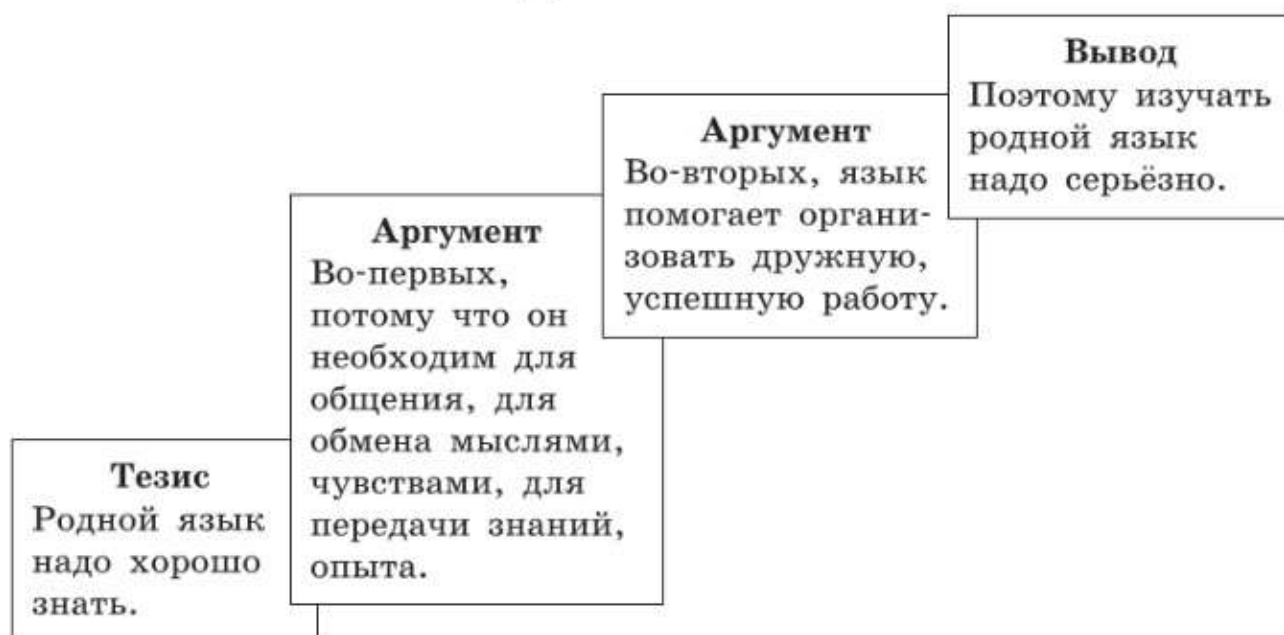 Тезис
Родной язык
надо хорошо
знать.
Аргумент
Во-первых,
потому что он
необходим для
общения, для
обмена мыслями,
чувствами, для
передачи знаний,
опыта.
Аргумент
Во-вторых, язык
помогает органи-
зовать дружную,
успешную работу.
Вывод
Поэтому изучать
родной язык
надо серьёзно.